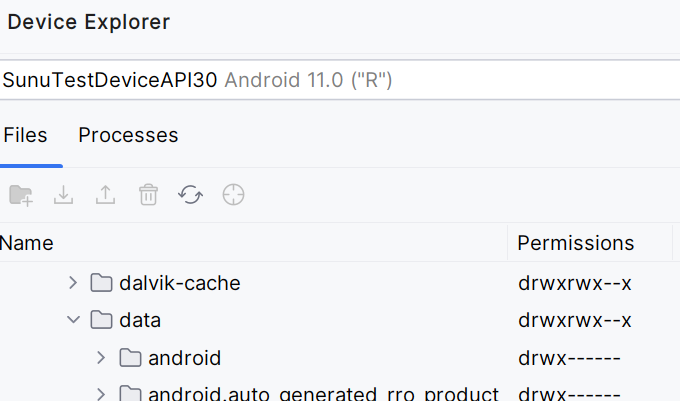 Device Explorer
SunuTestDeviceAPI30 Android 11.0 ("R")
Files Processes
Name Permissions
dalvik-cache drwxrwx--x
data drwxrwx--x
android drwx------
android.auto_generated_rro_product drwx------